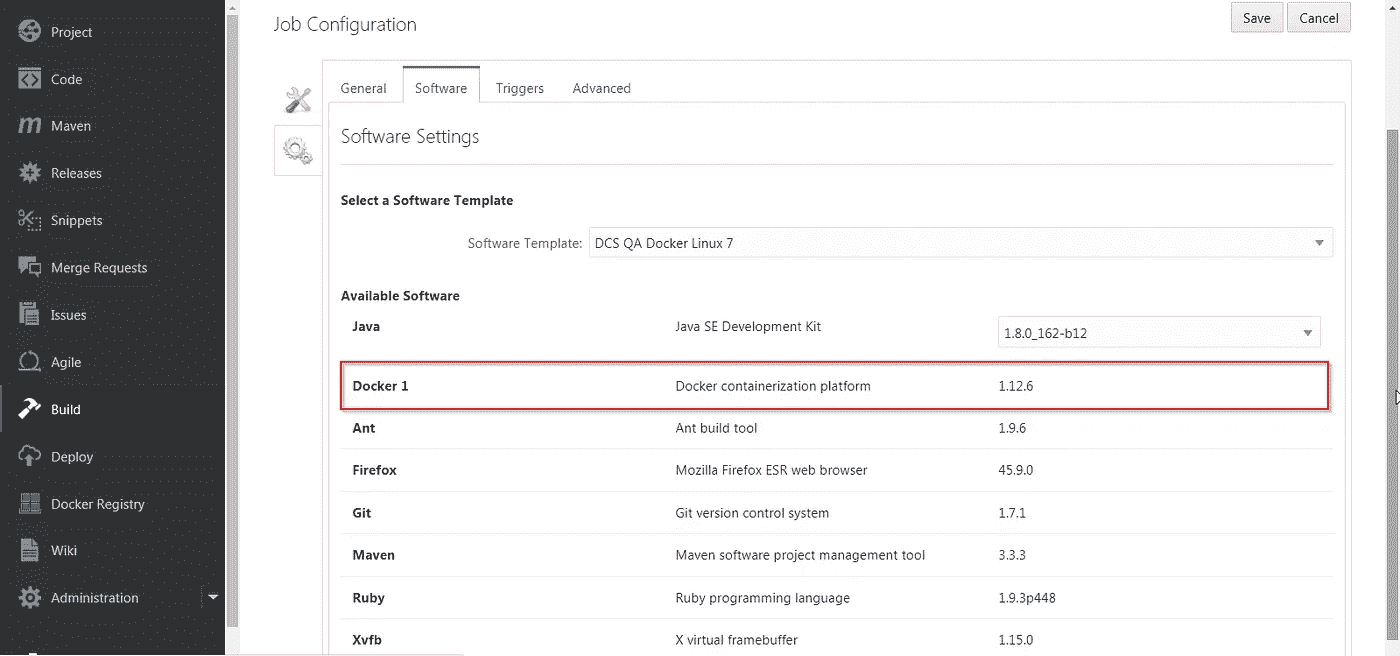 Project
Code
Maven
Releases
Snippets
Merge Requests
Issues
Agile
Build
Deploy
Docker Registry
Wiki
Administration
Job Configuration
Save Cancel
General Software Triggers Advanced
Software Settings
Select a Software Template
Software Template: DCS QA Docker Linux 7
Available Software
Java Java SE Development Kit 1.8.0_162-b12
Docker 1 Docker containerization platform 1.12.6
Ant Ant build tool 1.9.6
Firefox Mozilla Firefox ESR web browser 45.9.0
Git Git version control system 1.7.1
Maven Maven software project management tool 3.3.3
Ruby Ruby programming language 1.9.3p448
Xvfb X virtual framebuffer 1.15.0